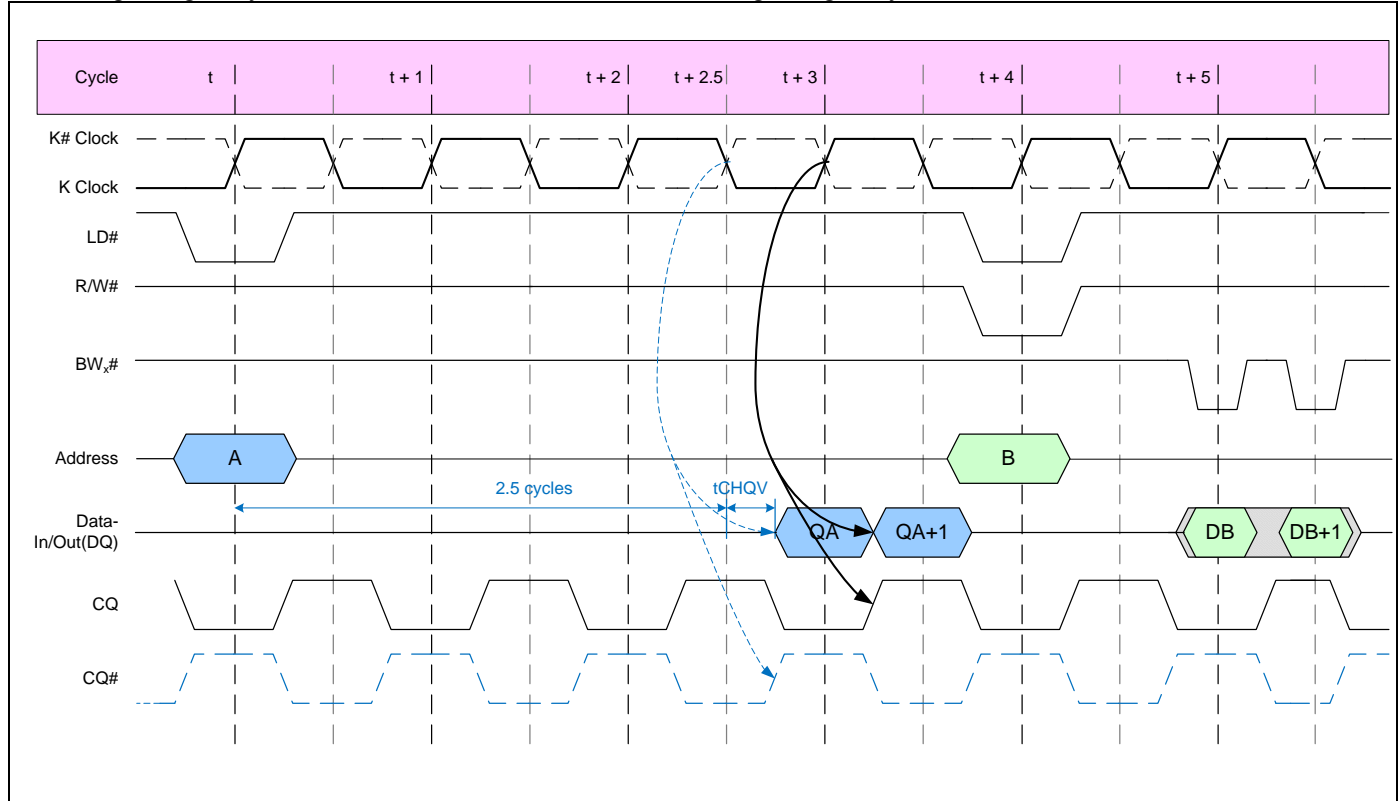 Cycle t t + 1 t + 2 t + 2.5 t + 3 t + 4 t + 5
K# Clock
K Clock
LD#
R/W#
BWx#
Address A B
2.5 cycles tCHQV
Data-
In/Out(DQ) QA QA+1 DB DB+1
CQ
CQ#